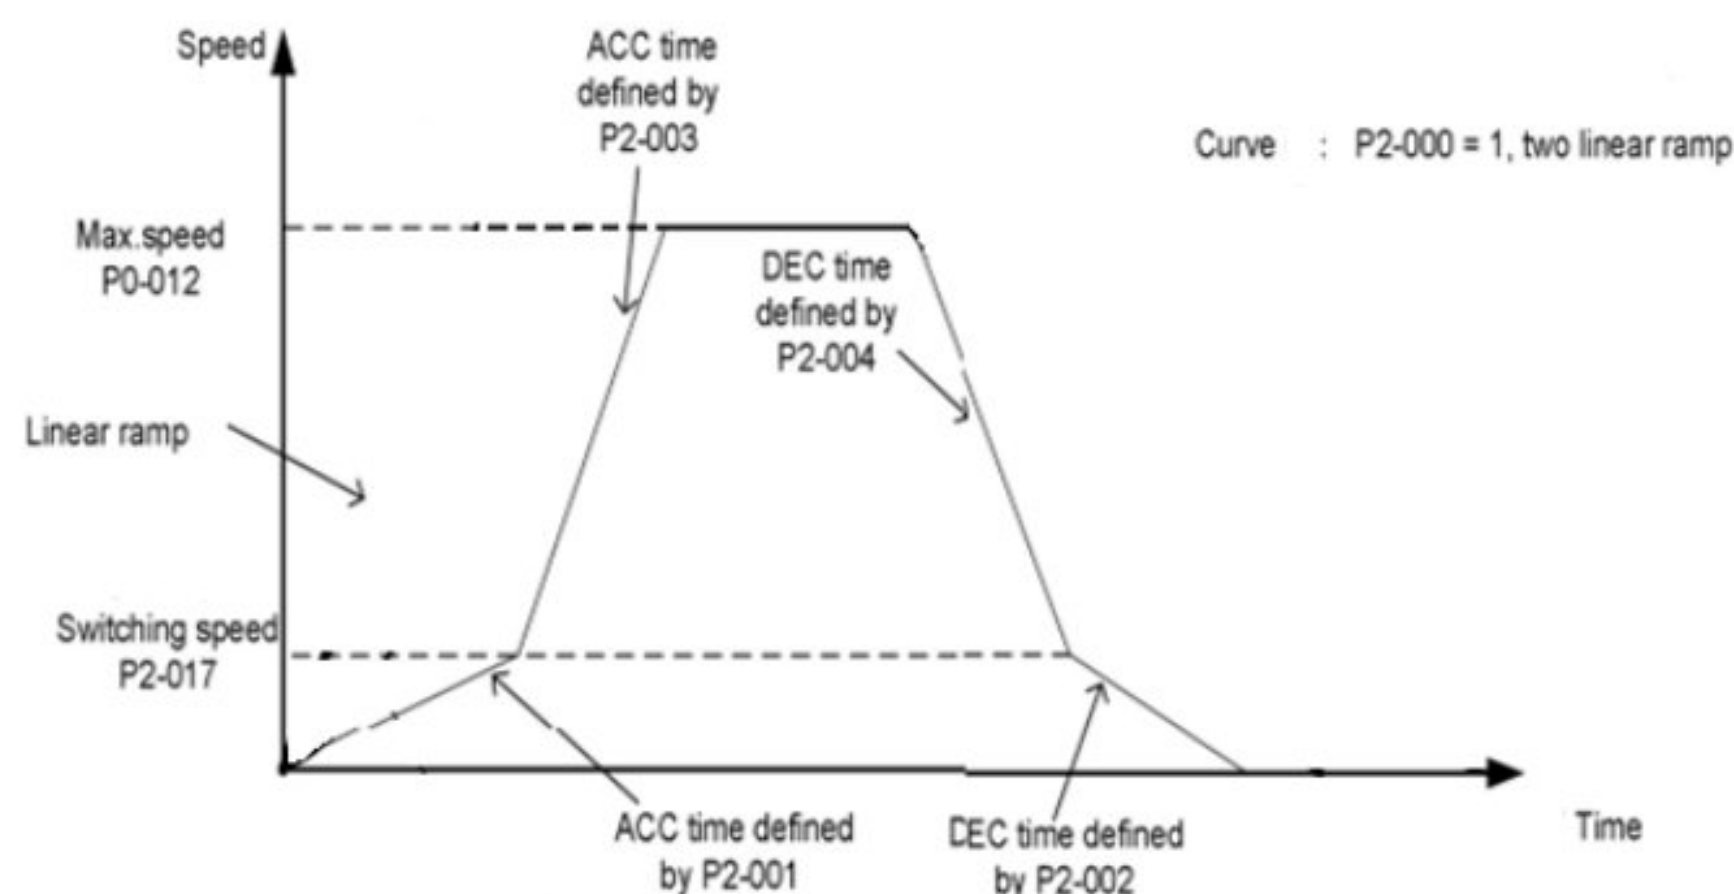 Speed
ACC time
defined by
P2-003
Curve : P2-000 = 1, two linear ramp
Max.speed
P0-012
DEC time
defined by
P2-004
Linear ramp
Switching speed
P2-017
ACC time defined
by P2-001
DEC time defined
by P2-002
Time